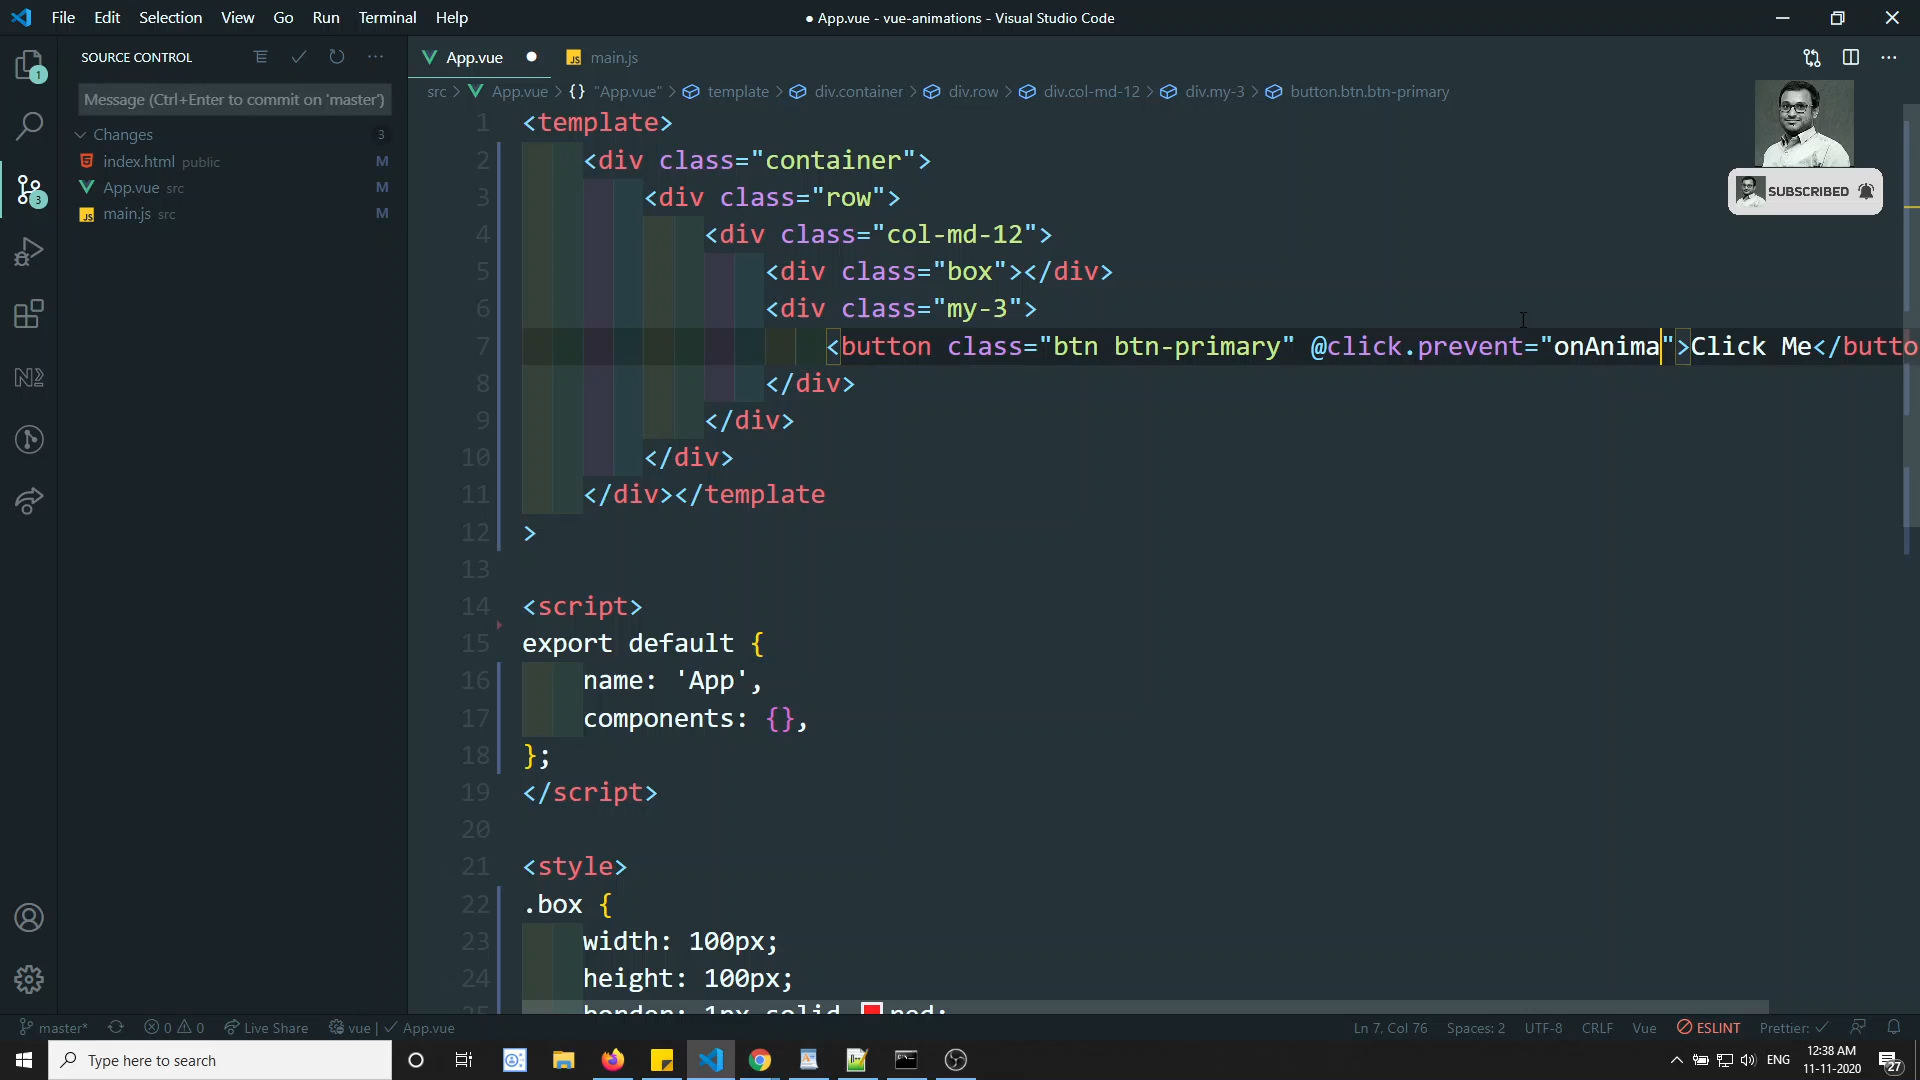 File Edit Selection View Go Run Terminal Help
● App.vue - vue-animations - Visual Studio Code
SOURCE CONTROL
Message (Ctrl+Enter to commit on 'master')
Changes 3
index.html public M
App.vue src M
main.js src M
1
3
App.vue
JS main.js
src > App.vue > {} "App.vue" > template > div.container > div.row > div.col-md-12 > div.my-3 > button.btn.btn-primary
SUBSCRIBED
1 <template>
2 <div class="container">
3 <div class="row">
4 <div class="col-md-12">
5 <div class="box"></div>
6 <div class="my-3">
7 <button class="btn btn-primary" @click.prevent="onAnima">Click Me</butto
8 </div>
9 </div>
10 </div>
11 </div></template
12 >
13
14 <script>
15 export default {
16 name: 'App',
17 components: {},
18 };
19 </script>
20
21 <style>
22 .box {
23 width: 100px;
24 height: 100px;
25 border: 1px solid red;
master* 0 0 Live Share vue | App.vue
Ln 7, Col 76 Spaces: 2 UTF-8 CRLF Vue ESLINT Prettier: ✓
Type here to search
ENG
12:38 AM
11-11-2020
27